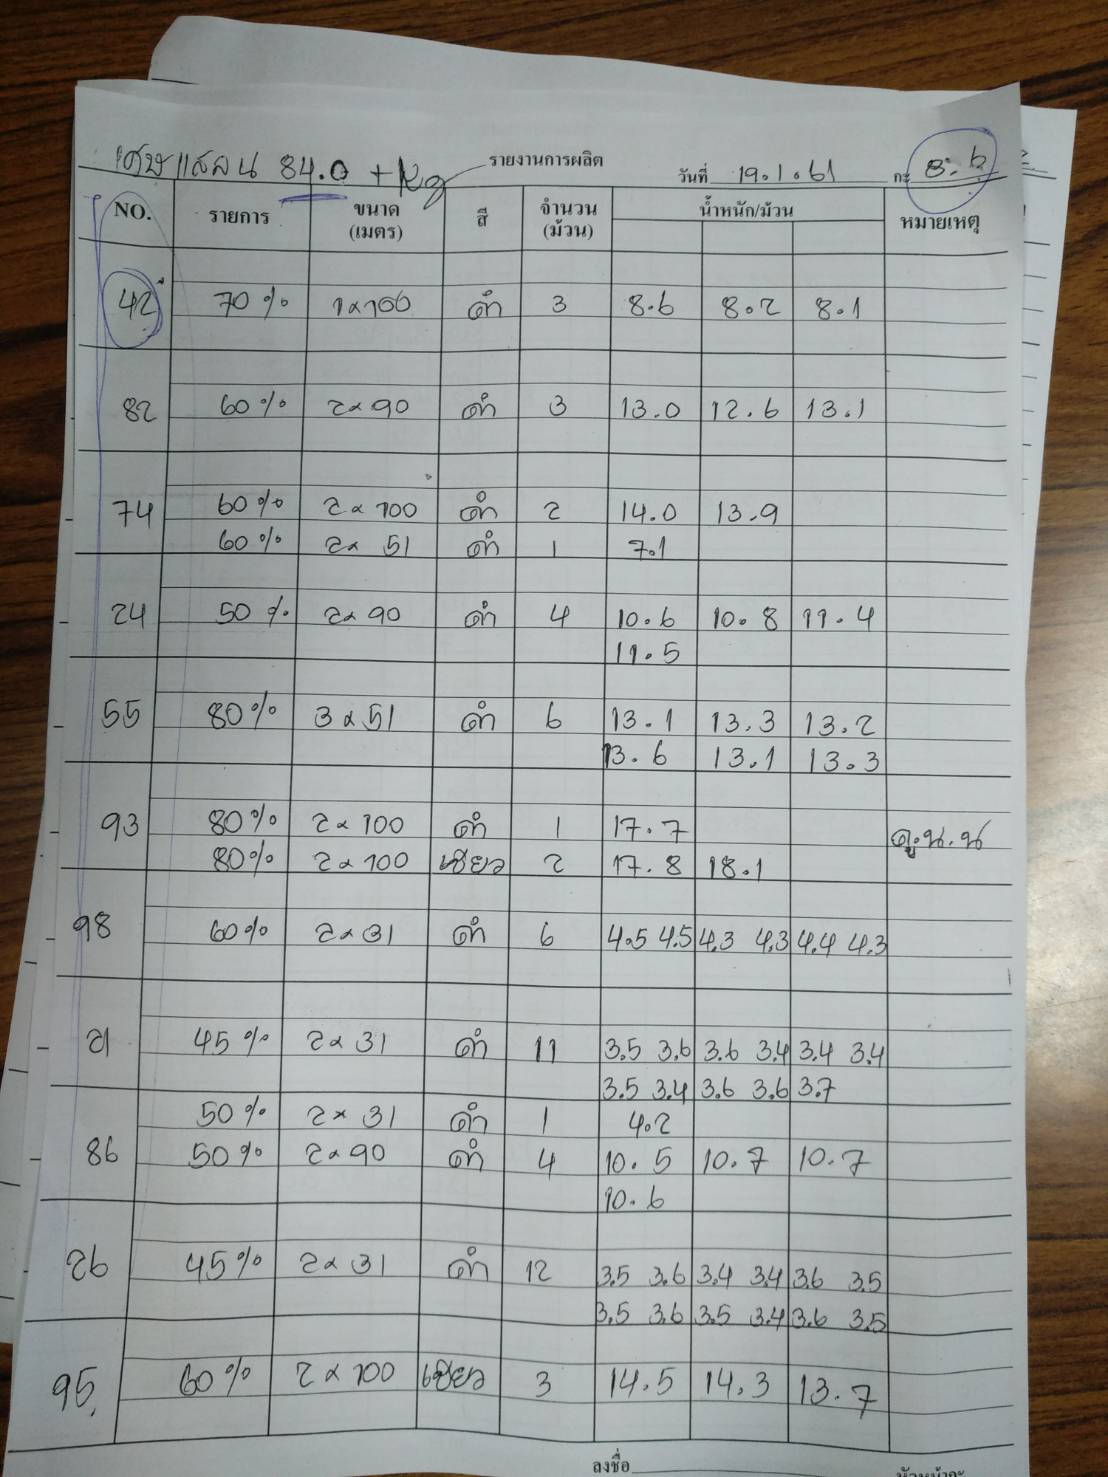 เศษแสลน 84.0 + Kg
รายงานการผลิต
วันที่ 19.1.61 กะ
NO. รายการ ขนาด (เมตร) สี จำนวน (ม้วน) น้ำหนัก/ม้วน หมายเหตุ
42 70% 1x100 ดำ 3 8.6 8.2 8.1
82 60% 2x90 ดำ 3 13.0 12.6 13.1
74 60% 2x100 ดำ 2 14.0 13.9
60% 2x51 ดำ 1 7.1
24 50% 2x90 ดำ 4 10.6 10.8 11.4
11.5
55 80% 3x51 ดำ 6 13.1 13.3 13.2
13.6 13.1 13.3
93 80% 2x100 ดำ 1 17.7 ดู.น.น
80% 2x100 เขียว 2 17.8 18.1
98 60% 2x31 ดำ 6 4.5 4.5 4.3 4.3 4.4 4.3
21 45% 2x31 ดำ 11 3.5 3.6 3.6 3.4 3.4 3.4
3.5 3.4 3.6 3.6 3.7
50% 2x31 ดำ 1 4.2
86 50% 2x90 ดำ 4 10.5 10.7 10.7
10.6
26 45% 2x31 ดำ 12 3.5 3.6 3.4 3.4 3.6 3.5
3.5 3.6 3.5 3.4 3.6 3.5
95 60% 2x100 เขียว 3 14.5 14.3 13.7
ลงชื่อ
หัวหน้ากะ